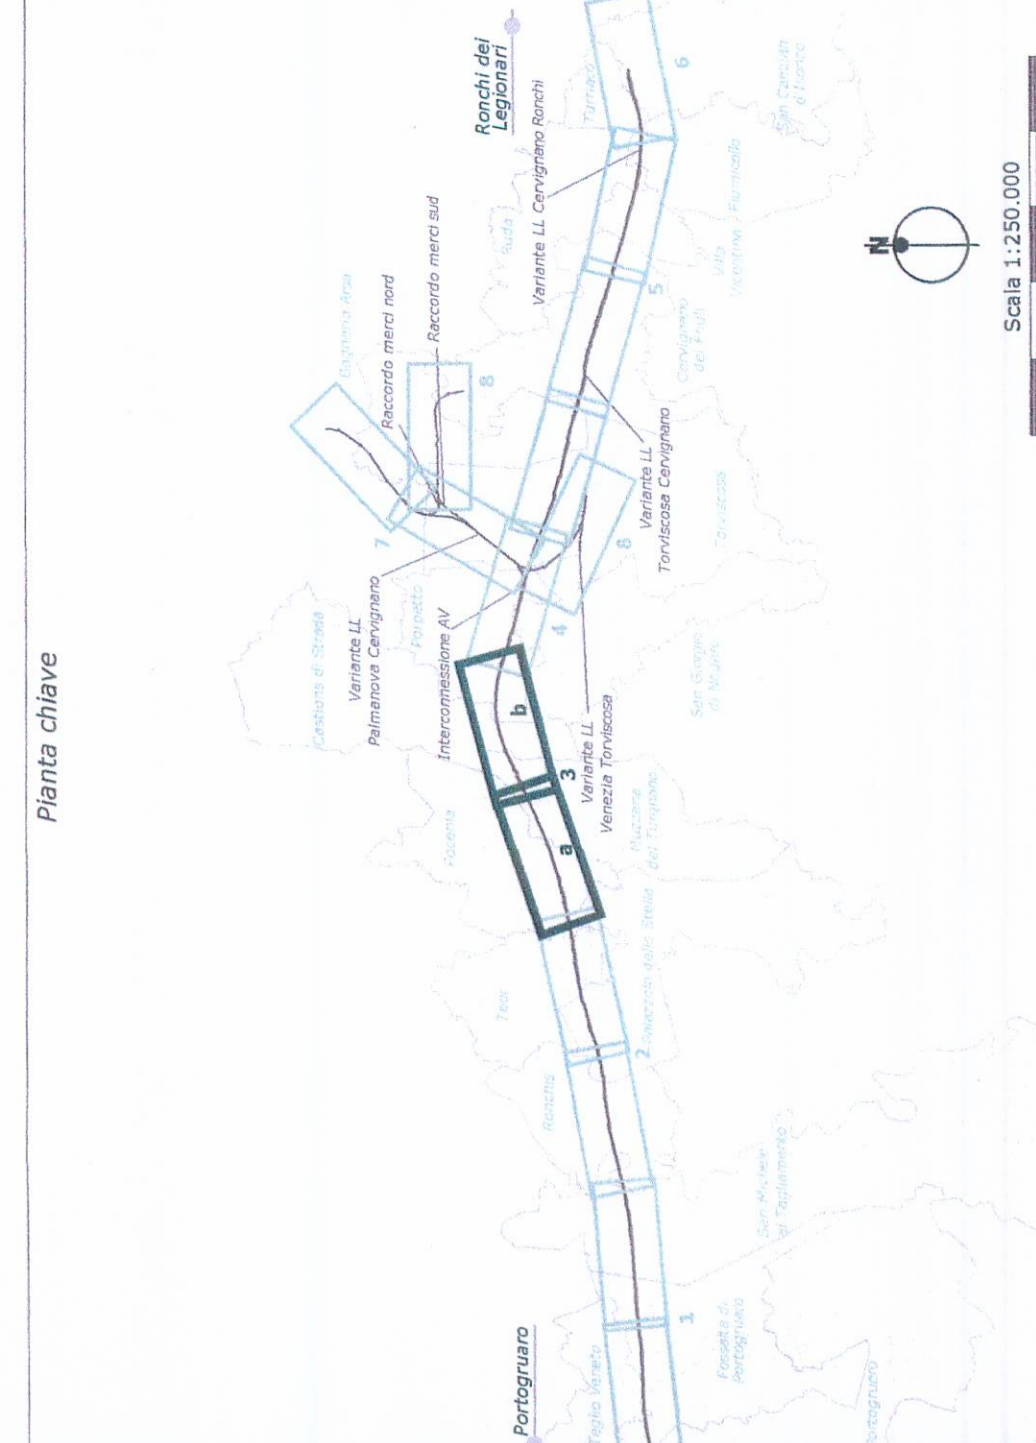 Pianta chiave
Ronchi dei
Legionari
Variante LL Cervignano Ronchi
Raccordo merci sud
Raccordo merci nord
Bagnaria Arsa
Ruda
Turriaco
6
San Canzian
d'Isonzo
Villa
Vicentina
Fiumicello
5
Cervignano
del Friuli
8
7
Variante LL
Torviscosa Cervignano
Torviscosa
8
4
Variante LL
Palmanova Cervignano
Porpetto
Castions di Strada
Interconnessione AV
San Giorgio
di Nogaro
b
3
a
Variante LL
Venezia Torviscosa
Muzzana
del Turgnano
Pocenia
Palazzolo dello Stella
2
Teor
Ronchis
San Michele
al Tagliamento
1
Fossalta di
Portogruaro
Portogruaro
Teglio Veneto
Portogruaro
N
Scala 1:250.000